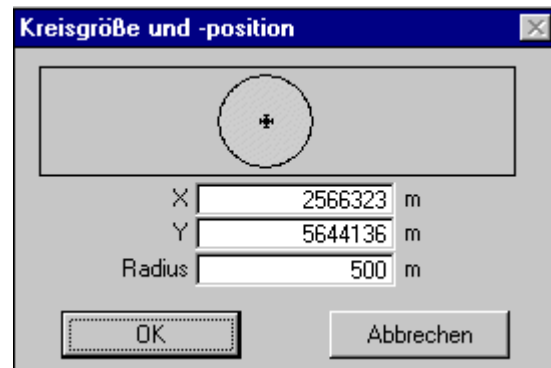 Kreisgröße und -position
X 2566323 m
Y 5644136 m
Radius 500 m
OK Abbrechen